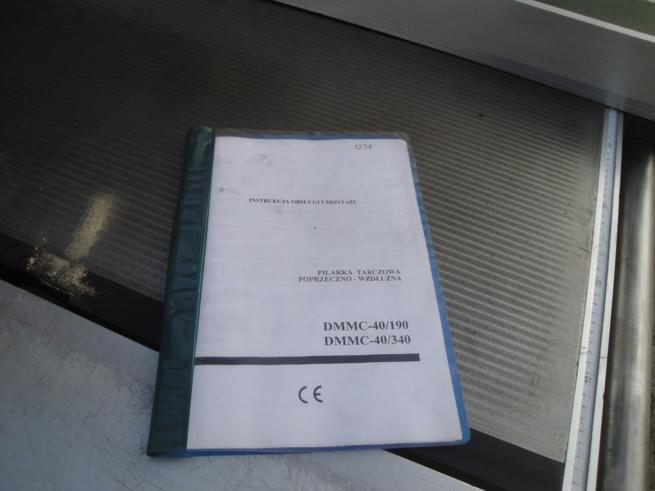 1274
INSTRUKCJA OBSŁUGI I MONTAŻU
PILARKA TARCZOWA
POPRZECZNO - WZDŁUŻNA
DMMC-40/190
DMMC-40/340
CE